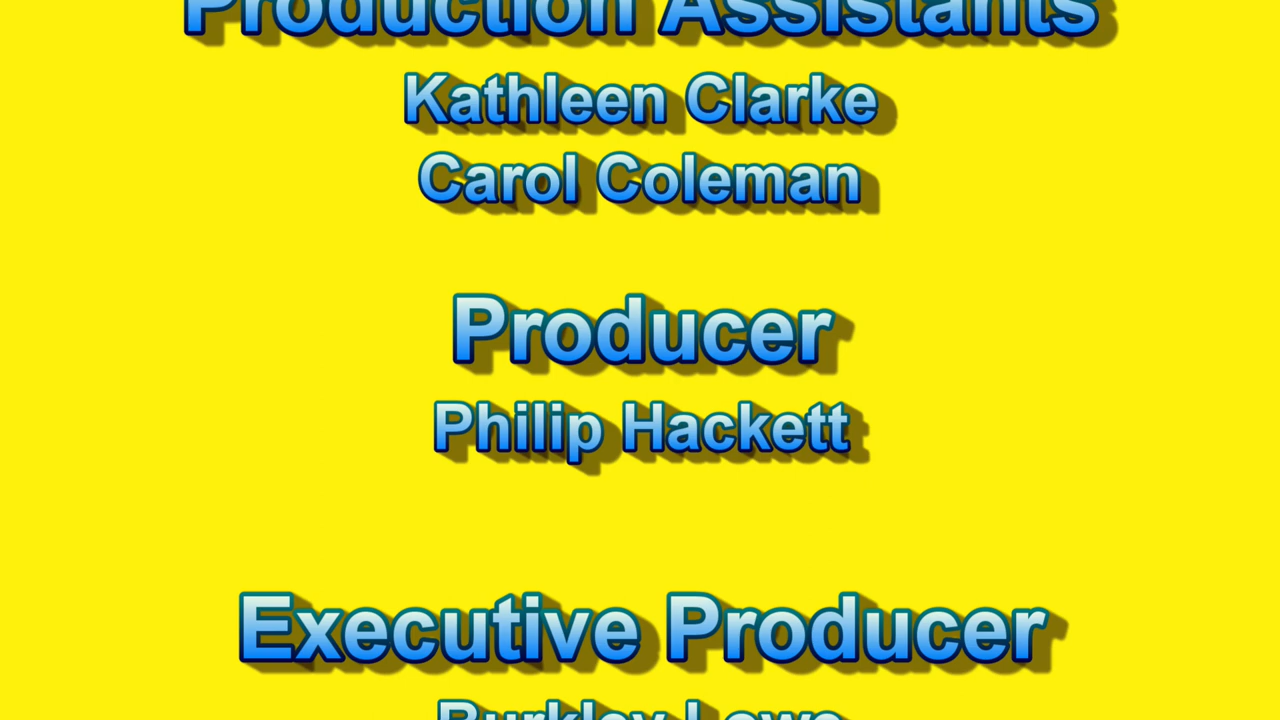 Production Assistants
Kathleen Clarke
Carol Coleman
Producer
Philip Hackett
Executive Producer